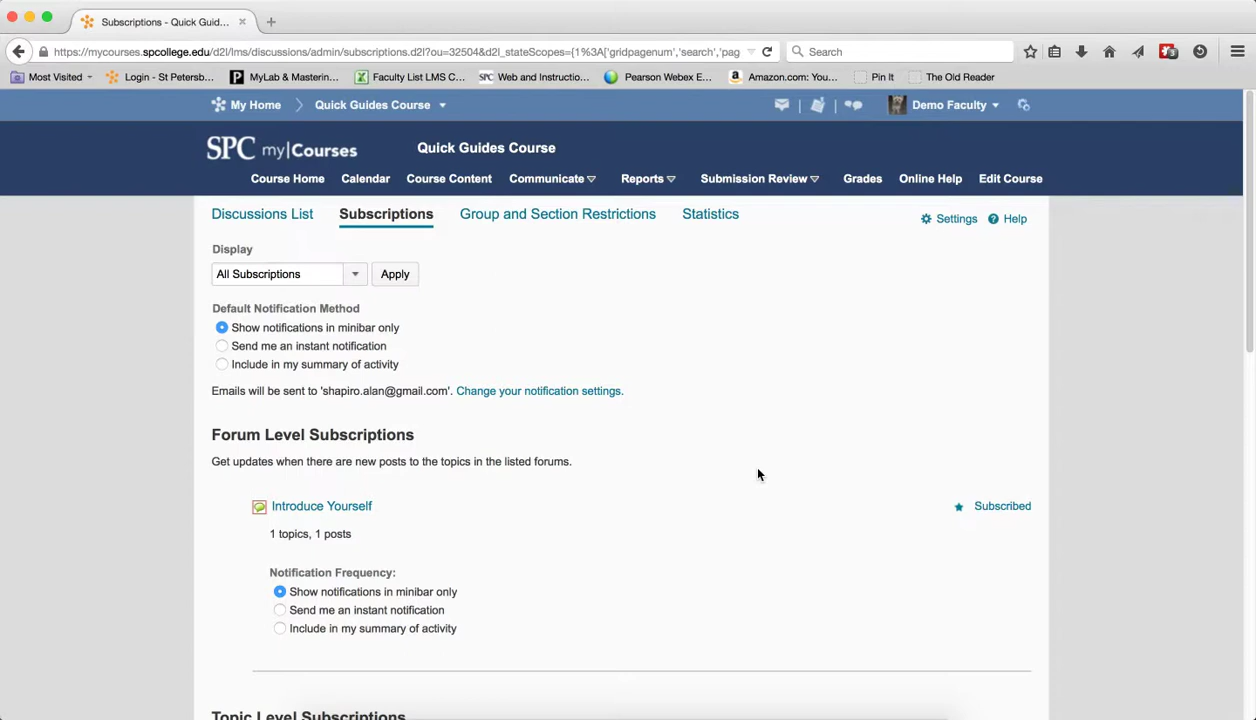 Subscriptions - Quick Guid...
https://mycourses.spcollege.edu/d2l/lms/discussions/admin/subscriptions.d2l?ou=32504&d2l_stateScopes={1%3A['gridpagenum','search','pag
Search
Most Visited
Login - St Petersb...
MyLab & Mastering...
Faculty List LMS C...
SPC Web and Instructio...
Pearson Webex E...
Amazon.com: You...
Pin It
The Old Reader
My Home
Quick Guides Course
Demo Faculty
SPC my|Courses
Quick Guides Course
Course Home Calendar Course Content Communicate Reports Submission Review Grades Online Help Edit Course
Discussions List Subscriptions Group and Section Restrictions Statistics
Settings Help
Display
All Subscriptions Apply
Default Notification Method
Show notifications in minibar only
Send me an instant notification
Include in my summary of activity
Emails will be sent to 'shapiro.alan@gmail.com'. Change your notification settings.
Forum Level Subscriptions
Get updates when there are new posts to the topics in the listed forums.
Introduce Yourself
Subscribed
1 topics, 1 posts
Notification Frequency:
Show notifications in minibar only
Send me an instant notification
Include in my summary of activity
Topic Level Subscriptions